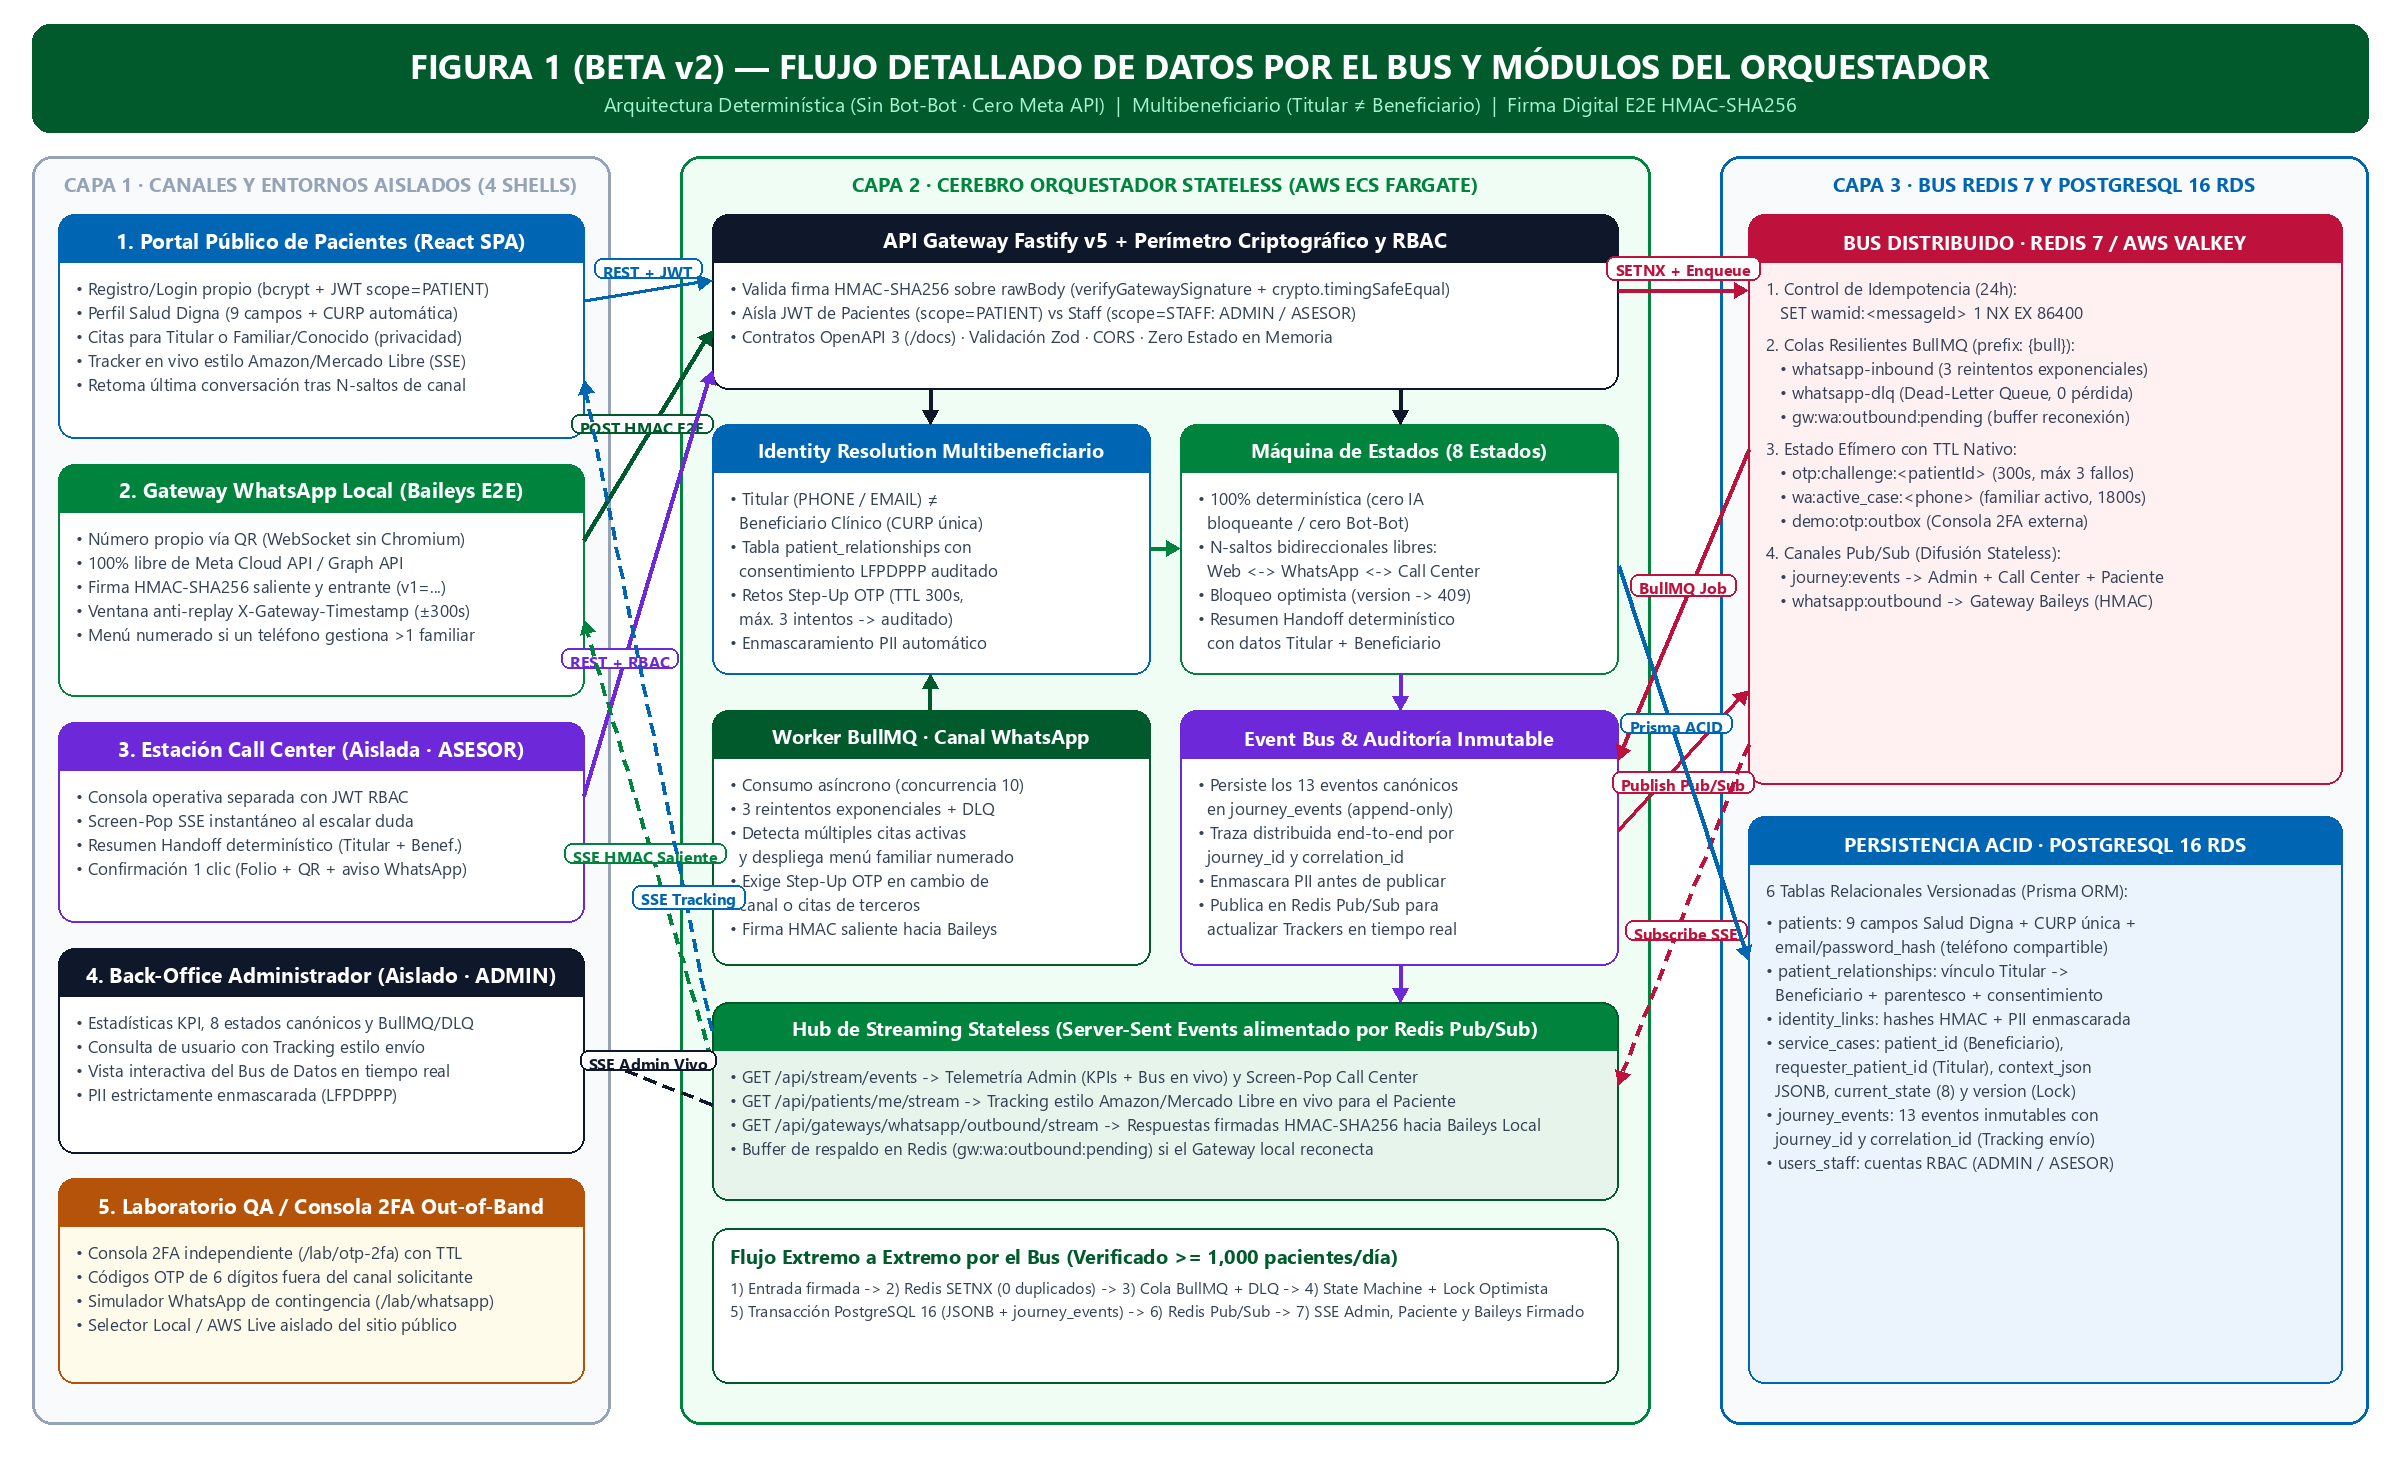 FIGURA 1 (BETA v2) — FLUJO DETALLADO DE DATOS POR EL BUS Y MÓDULOS DEL ORQUESTADOR
Arquitectura Determinística (Sin Bot-Bot · Cero Meta API) | Multibeneficiario (Titular ≠ Beneficiario) | Firma Digital E2E HMAC-SHA256
CAPA 1 · CANALES Y ENTORNOS AISLADOS (4 SHELLS)
1. Portal Público de Pacientes (React SPA)
• Registro/Login propio (bcrypt + JWT scope=PATIENT)
• Perfil Salud Digna (9 campos + CURP automática)
• Citas para Titular o Familiar/Conocido (privacidad)
• Tracker en vivo estilo Amazon/Mercado Libre (SSE)
• Retoma última conversación tras N-saltos de canal
2. Gateway WhatsApp Local (Baileys E2E)
• Número propio vía QR (WebSocket sin Chromium)
• 100% libre de Meta Cloud API / Graph API
• Firma HMAC-SHA256 saliente y entrante (v1=...)
• Ventana anti-replay X-Gateway-Timestamp (±300s)
• Menú numerado si un teléfono gestiona >1 familiar
3. Estación Call Center (Aislada · ASESOR)
• Consola operativa separada con JWT RBAC
• Screen-Pop SSE instantáneo al escalar duda
• Resumen Handoff determinístico (Titular + Benef.)
• Confirmación 1 clic (Folio + QR + aviso WhatsApp)
4. Back-Office Administrador (Aislado · ADMIN)
• Estadísticas KPI, 8 estados canónicos y BullMQ/DLQ
• Consulta de usuario con Tracking estilo envío
• Vista interactiva del Bus de Datos en tiempo real
• PII estrictamente enmascarada (LFPDPPP)
5. Laboratorio QA / Consola 2FA Out-of-Band
• Consola 2FA independiente (/lab/otp-2fa) con TTL
• Códigos OTP de 6 dígitos fuera del canal solicitante
• Simulador WhatsApp de contingencia (/lab/whatsapp)
• Selector Local / AWS Live aislado del sitio público
REST + JWT
POST HMAC E2E
REST + RBAC
SSE HMAC Saliente
SSE Tracking
SSE Admin Vivo
CAPA 2 · CEREBRO ORQUESTADOR STATELESS (AWS ECS FARGATE)
API Gateway Fastify v5 + Perímetro Criptográfico y RBAC
• Valida firma HMAC-SHA256 sobre rawBody (verifyGatewaySignature + crypto.timingSafeEqual)
• Aísla JWT de Pacientes (scope=PATIENT) vs Staff (scope=STAFF: ADMIN / ASESOR)
• Contratos OpenAPI 3 (/docs) · Validación Zod · CORS · Zero Estado en Memoria
Identity Resolution Multibeneficiario
• Titular (PHONE / EMAIL) ≠
Beneficiario Clínico (CURP única)
• Tabla patient_relationships con
consentimiento LFPDPPP auditado
• Retos Step-Up OTP (TTL 300s,
máx. 3 intentos -> auditado)
• Enmascaramiento PII automático
Máquina de Estados (8 Estados)
• 100% determinística (cero IA
bloqueante / cero Bot-Bot)
• N-saltos bidireccionales libres:
Web <-> WhatsApp <-> Call Center
• Bloqueo optimista (version -> 409)
• Resumen Handoff determinístico
con datos Titular + Beneficiario
Worker BullMQ · Canal WhatsApp
• Consumo asíncrono (concurrencia 10)
• 3 reintentos exponenciales + DLQ
• Detecta múltiples citas activas
y despliega menú familiar numerado
• Exige Step-Up OTP en cambio de
canal o citas de terceros
• Firma HMAC saliente hacia Baileys
Event Bus & Auditoría Inmutable
• Persiste los 13 eventos canónicos
en journey_events (append-only)
• Traza distribuida end-to-end por
journey_id y correlation_id
• Enmascara PII antes de publicar
• Publica en Redis Pub/Sub para
actualizar Trackers en tiempo real
Hub de Streaming Stateless (Server-Sent Events alimentado por Redis Pub/Sub)
• GET /api/stream/events -> Telemetría Admin (KPIs + Bus en vivo) y Screen-Pop Call Center
• GET /api/patients/me/stream -> Tracking estilo Amazon/Mercado Libre en vivo para el Paciente
• GET /api/gateways/whatsapp/outbound/stream -> Respuestas firmadas HMAC-SHA256 hacia Baileys Local
• Buffer de respaldo en Redis (gw:wa:outbound:pending) si el Gateway local reconecta
Flujo Extremo a Extremo por el Bus (Verificado >= 1,000 pacientes/día)
1) Entrada firmada -> 2) Redis SETNX (0 duplicados) -> 3) Cola BullMQ + DLQ -> 4) State Machine + Lock Optimista
5) Transacción PostgreSQL 16 (JSONB + journey_events) -> 6) Redis Pub/Sub -> 7) SSE Admin, Paciente y Baileys Firmado
SETNX + Enqueue
BullMQ Job
Prisma ACID
Publish Pub/Sub
Subscribe SSE
CAPA 3 · BUS REDIS 7 Y POSTGRESQL 16 RDS
BUS DISTRIBUIDO · REDIS 7 / AWS VALKEY
1. Control de Idempotencia (24h):
SET wamid:<messageId> 1 NX EX 86400
2. Colas Resilientes BullMQ (prefix: {bull}):
• whatsapp-inbound (3 reintentos exponenciales)
• whatsapp-dlq (Dead-Letter Queue, 0 pérdida)
• gw:wa:outbound:pending (buffer reconexión)
3. Estado Efímero con TTL Nativo:
• otp:challenge:<patientId> (300s, máx 3 fallos)
• wa:active_case:<phone> (familiar activo, 1800s)
• demo:otp:outbox (Consola 2FA externa)
4. Canales Pub/Sub (Difusión Stateless):
• journey:events -> Admin + Call Center + Paciente
• whatsapp:outbound -> Gateway Baileys (HMAC)
PERSISTENCIA ACID · POSTGRESQL 16 RDS
6 Tablas Relacionales Versionadas (Prisma ORM):
• patients: 9 campos Salud Digna + CURP única +
email/password_hash (teléfono compartible)
• patient_relationships: vínculo Titular ->
Beneficiario + parentesco + consentimiento
• identity_links: hashes HMAC + PII enmascarada
• service_cases: patient_id (Beneficiario),
requester_patient_id (Titular), context_json
JSONB, current_state (8) y version (Lock)
• journey_events: 13 eventos inmutables con
journey_id y correlation_id (Tracking envío)
• users_staff: cuentas RBAC (ADMIN / ASESOR)